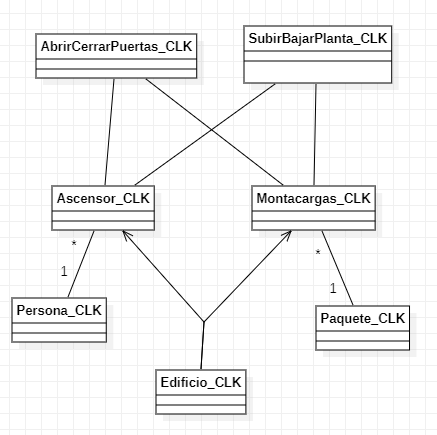 AbrirCerrarPuertas_CLK
SubirBajarPlanta_CLK
Ascensor_CLK
Montacargas_CLK
*
1
*
1
Persona_CLK
Paquete_CLK
Edificio_CLK